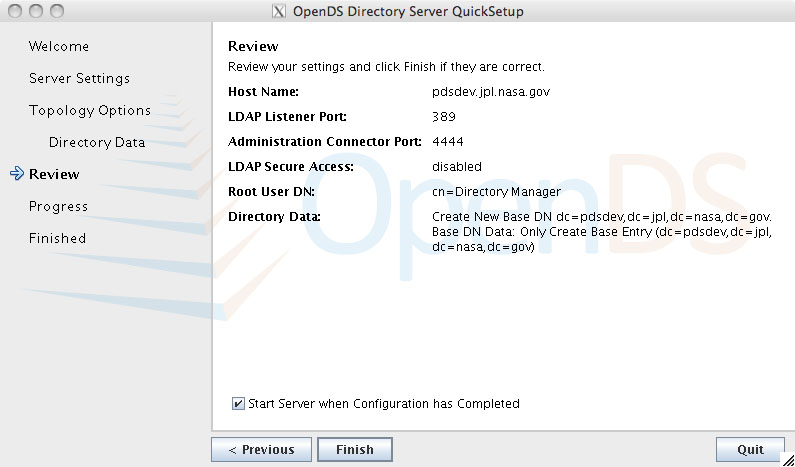 OpenDS Directory Server QuickSetup
Welcome
Server Settings
Topology Options
Directory Data
Review
Progress
Finished
Review
Review your settings and click Finish if they are correct.
Host Name: pdsdev.jpl.nasa.gov
LDAP Listener Port: 389
Administration Connector Port: 4444
LDAP Secure Access: disabled
Root User DN: cn=Directory Manager
Directory Data: Create New Base DN dc=pdsdev,dc=jpl,dc=nasa,dc=gov.
Base DN Data: Only Create Base Entry (dc=pdsdev,dc=jpl,
dc=nasa,dc=gov)
OpenDS
Start Server when Configuration has Completed
< Previous Finish Quit